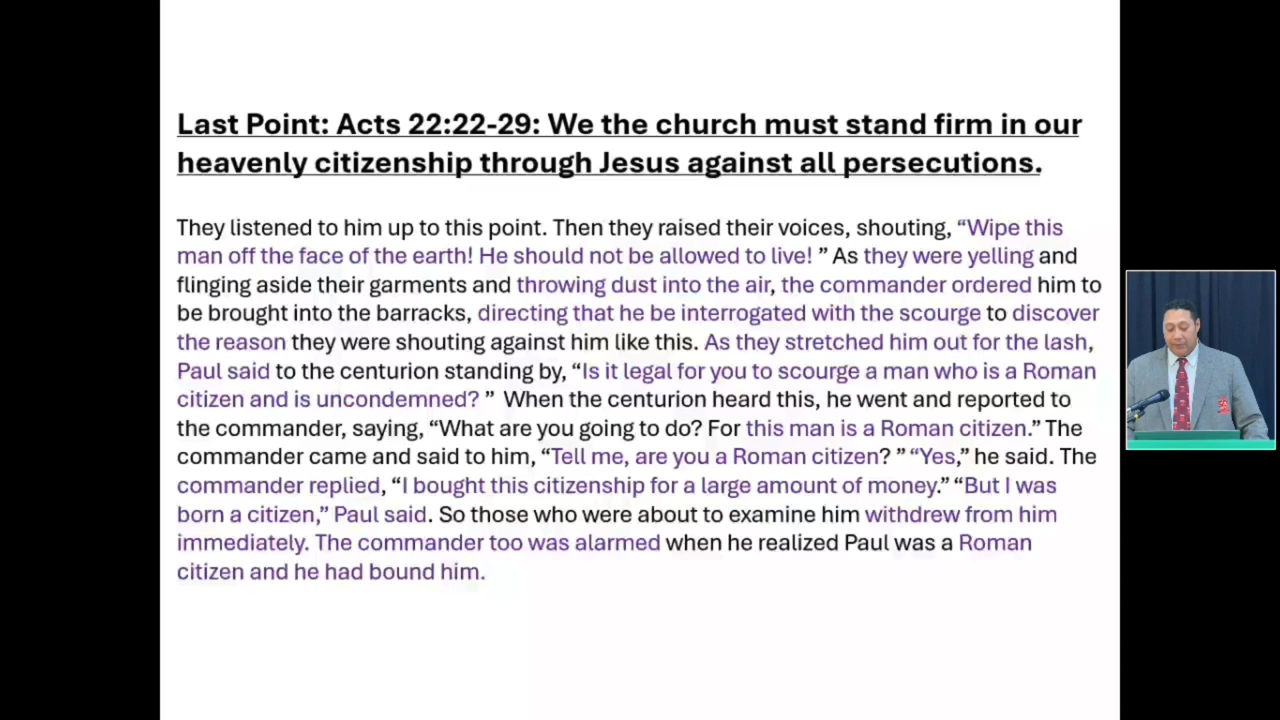 Last Point: Acts 22:22-29: We the church must stand firm in our
heavenly citizenship through Jesus against all persecutions.
They listened to him up to this point. Then they raised their voices, shouting, “Wipe this
man off the face of the earth! He should not be allowed to live! ” As they were yelling and
flinging aside their garments and throwing dust into the air, the commander ordered him to
be brought into the barracks, directing that he be interrogated with the scourge to discover
the reason they were shouting against him like this. As they stretched him out for the lash,
Paul said to the centurion standing by, “Is it legal for you to scourge a man who is a Roman
citizen and is uncondemned? ”  When the centurion heard this, he went and reported to
the commander, saying, “What are you going to do? For this man is a Roman citizen.” The
commander came and said to him, “Tell me, are you a Roman citizen? ” “Yes,” he said. The
commander replied, “I bought this citizenship for a large amount of money.” “But I was
born a citizen,” Paul said. So those who were about to examine him withdrew from him
immediately. The commander too was alarmed when he realized Paul was a Roman
citizen and he had bound him.